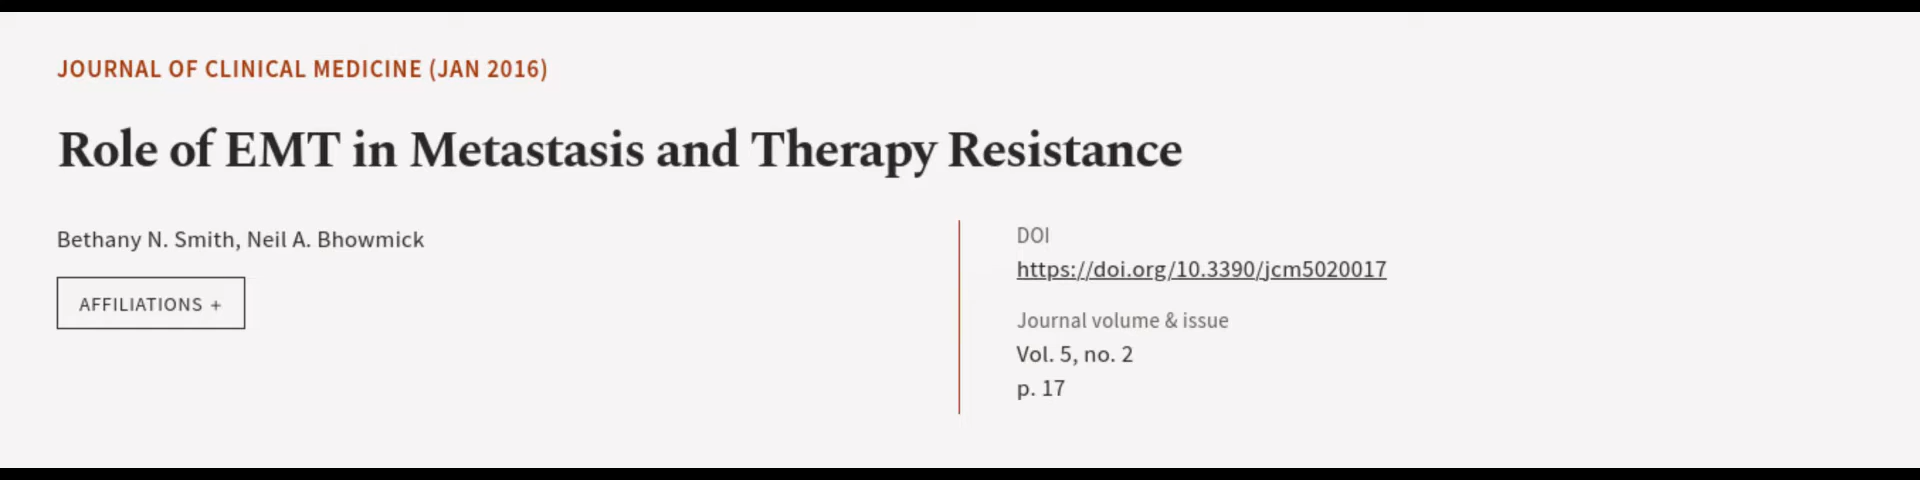 JOURNAL OF CLINICAL MEDICINE (JAN 2016)
Role of EMT in Metastasis and Therapy Resistance
Bethany N. Smith, Neil A. Bhowmick
AFFILIATIONS +
DOI
https://doi.org/10.3390/jcm5020017
Journal volume & issue
Vol. 5, no. 2
p. 17